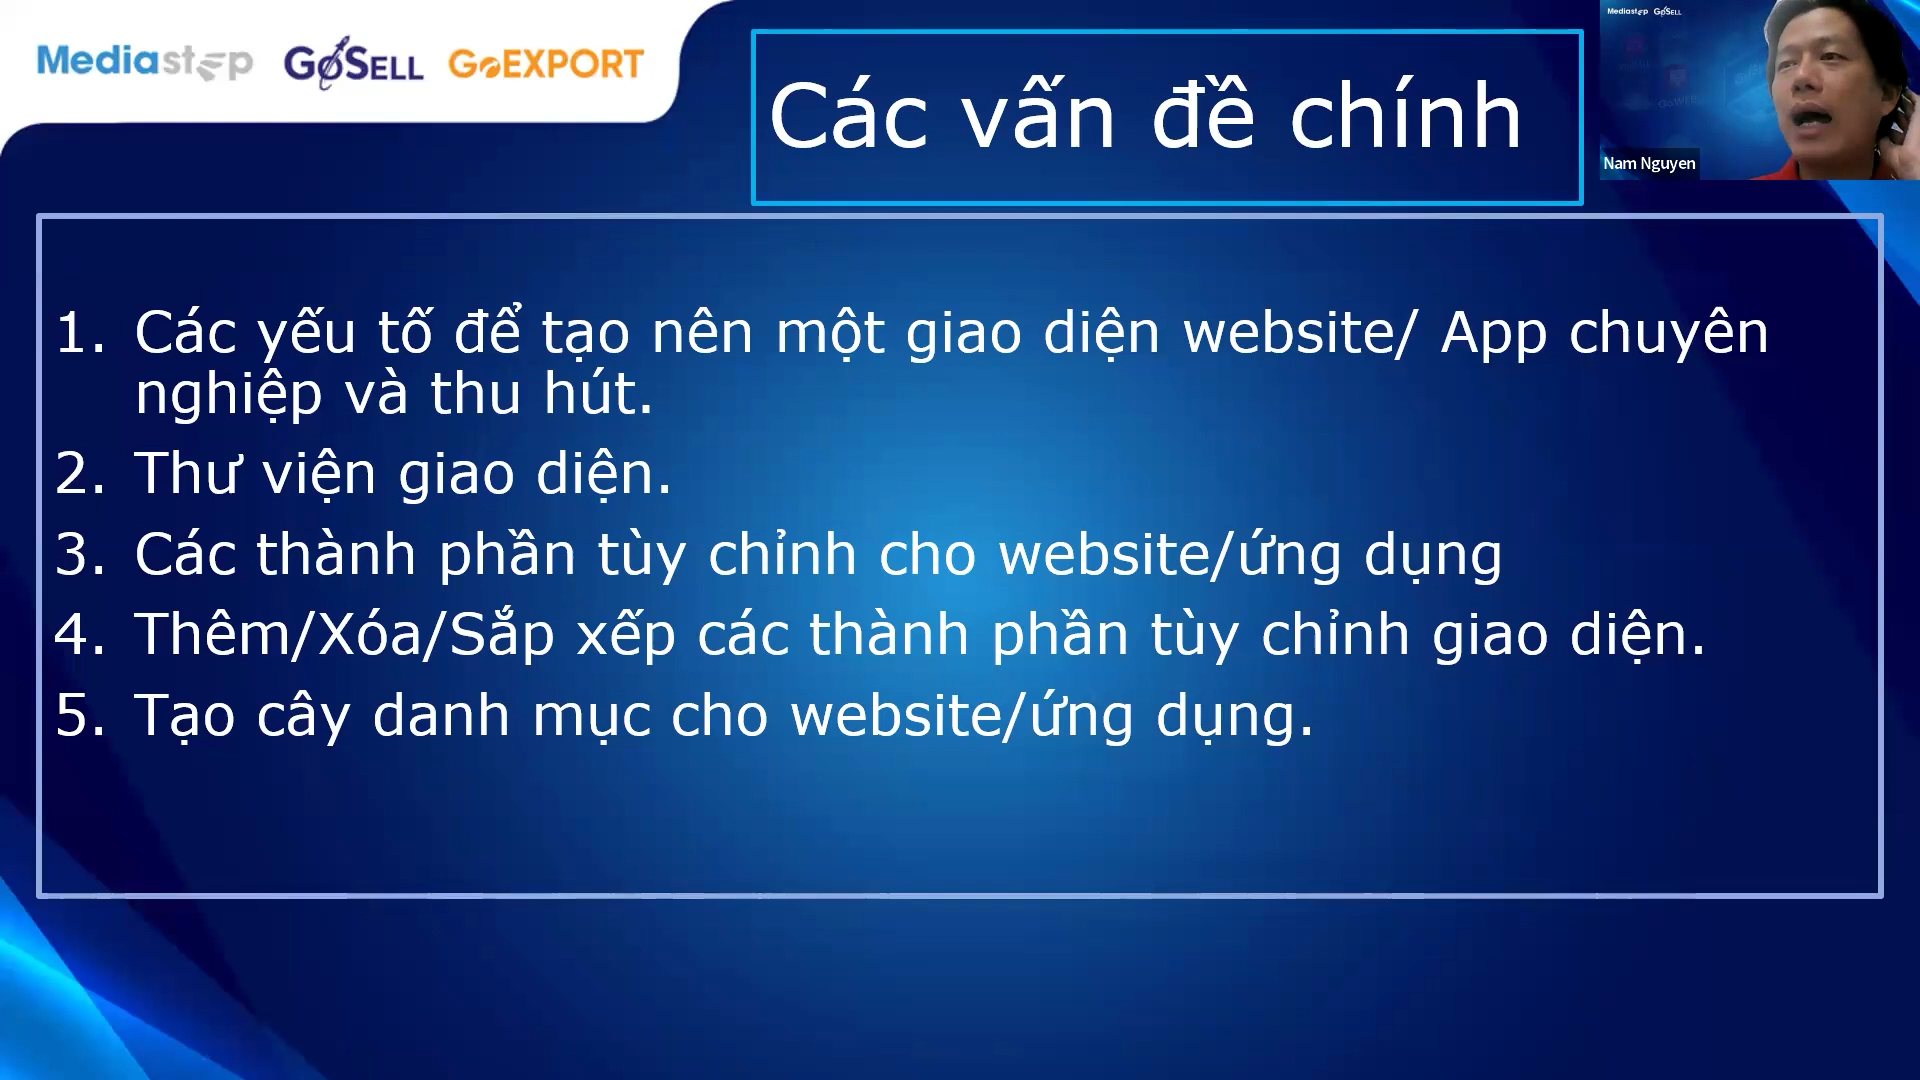 Mediastep GoSELL GoEXPORT
Các vấn đề chính
Mediastep GoSELL
Nam Nguyen
1. Các yếu tố để tạo nên một giao diện website/ App chuyên
nghiệp và thu hút.
2. Thư viện giao diện.
3. Các thành phần tùy chỉnh cho website/ứng dụng
4. Thêm/Xóa/Sắp xếp các thành phần tùy chỉnh giao diện.
5. Tạo cây danh mục cho website/ứng dụng.